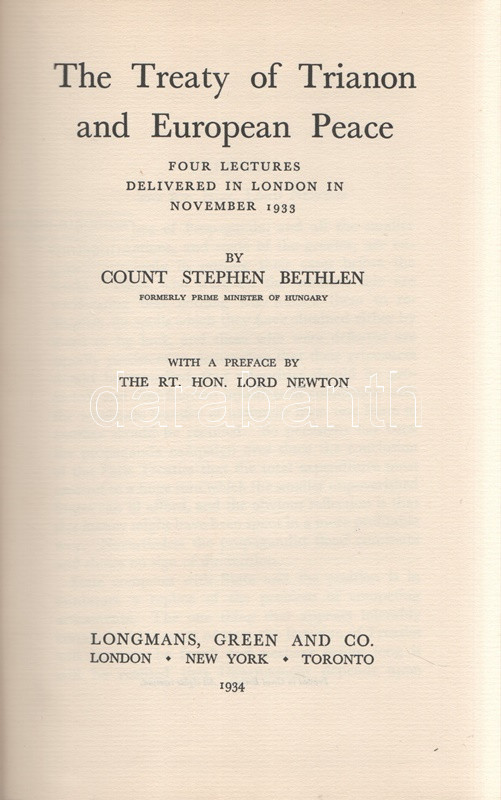 The Treaty of Trianon
and European Peace
FOUR LECTURES
DELIVERED IN LONDON IN
NOVEMBER 1933
BY
COUNT STEPHEN BETHLEN
FORMERLY PRIME MINISTER OF HUNGARY
WITH A PREFACE BY
THE RT. HON. LORD NEWTON
darabanth
LONGMANS, GREEN AND CO.
LONDON • NEW YORK • TORONTO
1934